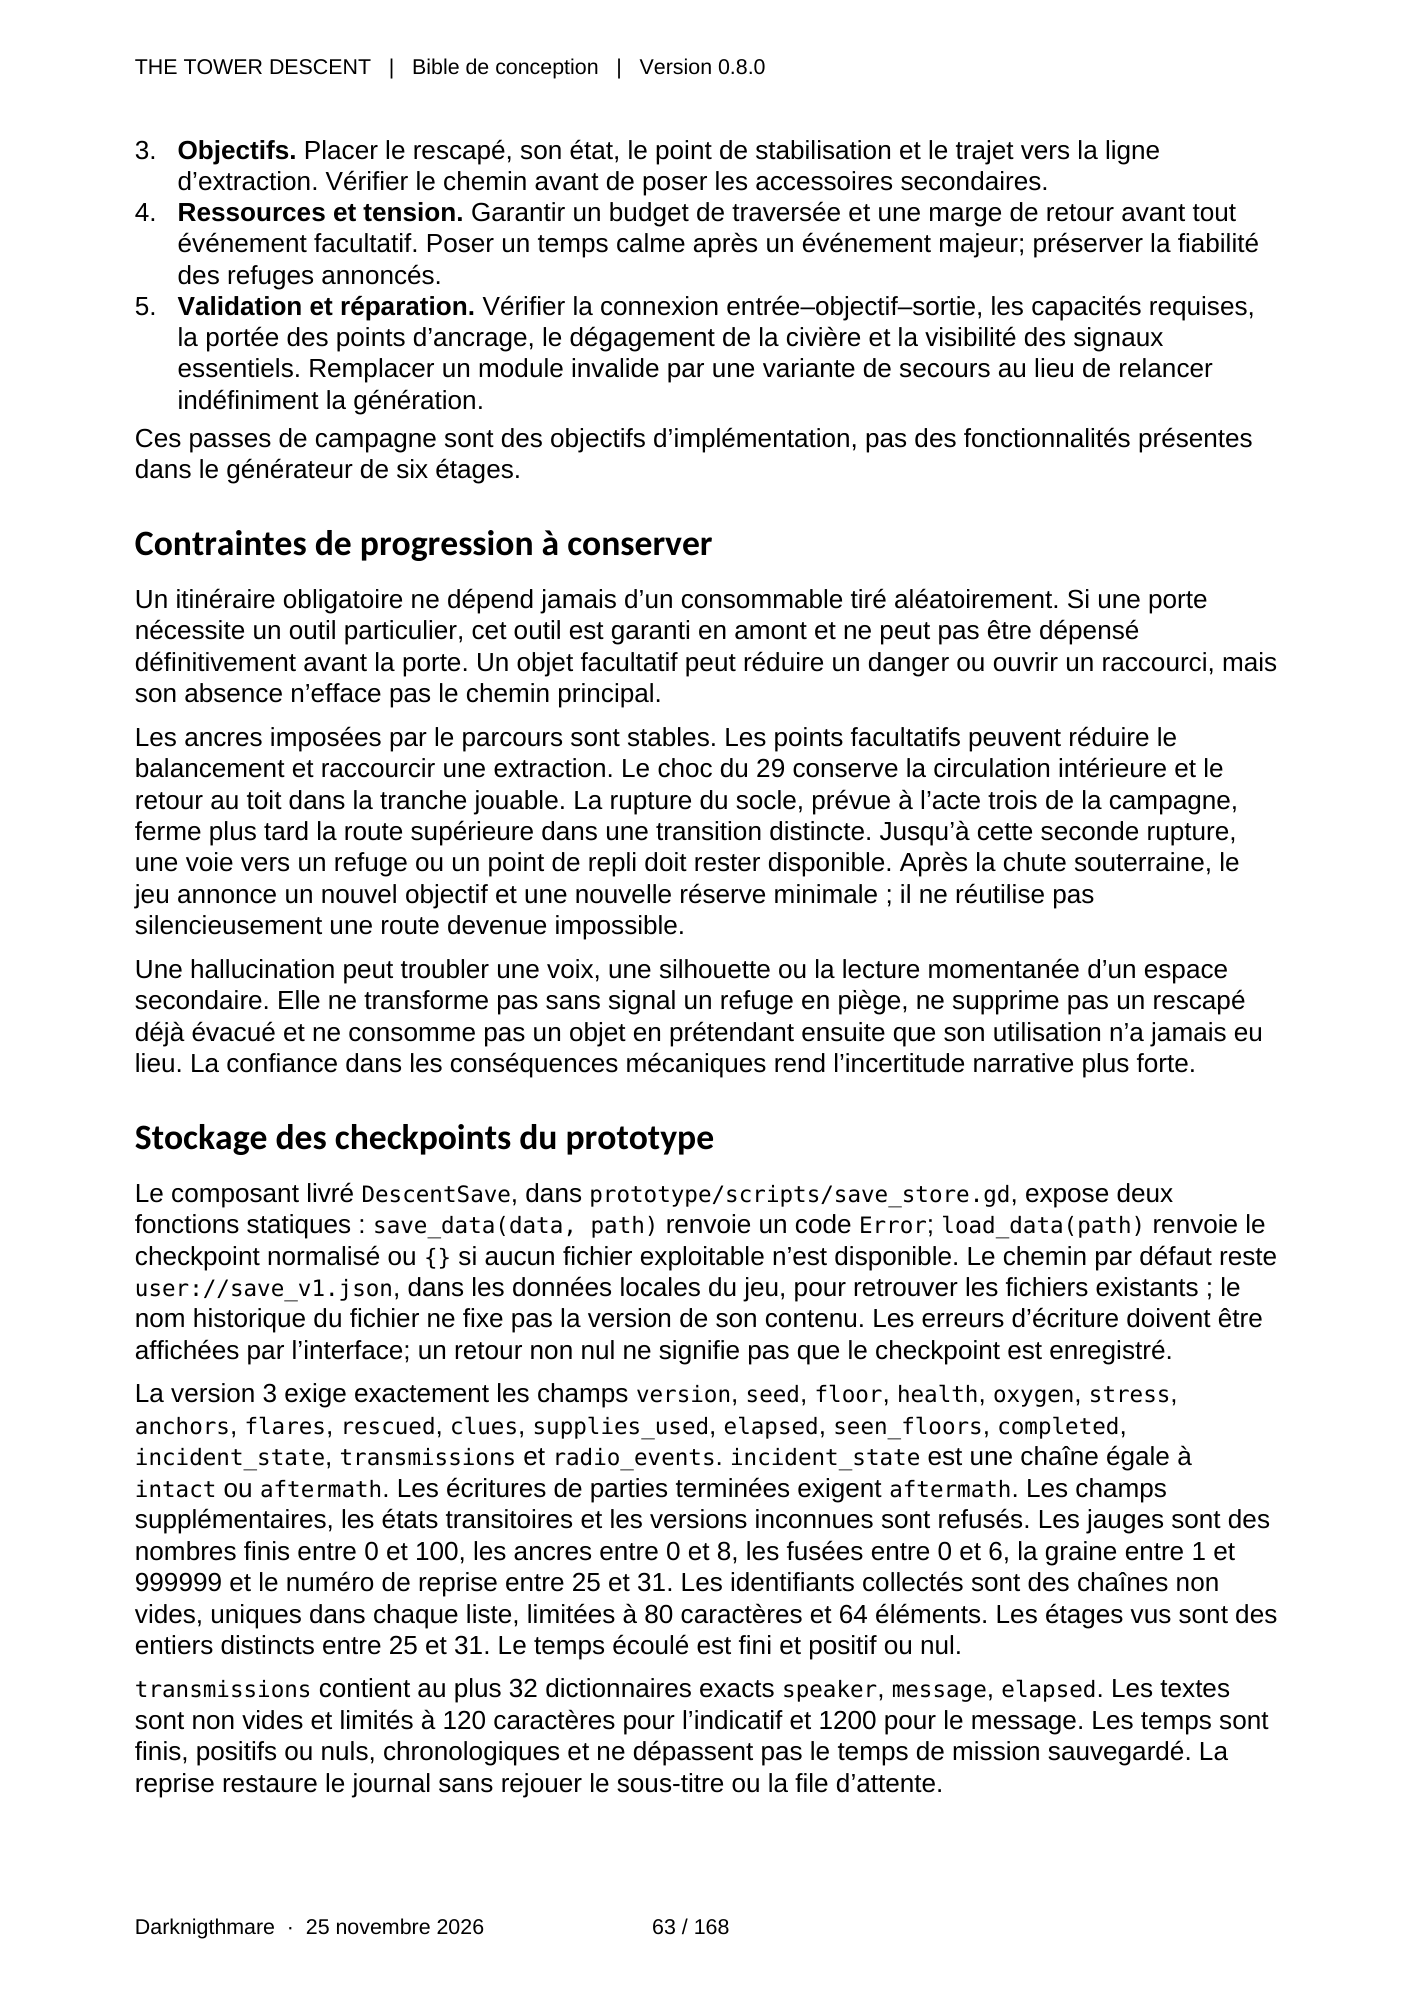 THE TOWER DESCENT | Bible de conception | Version 0.8.0
3. Objectifs. Placer le rescapé, son état, le point de stabilisation et le trajet vers la ligne
d’extraction. Vérifier le chemin avant de poser les accessoires secondaires.
4. Ressources et tension. Garantir un budget de traversée et une marge de retour avant tout
événement facultatif. Poser un temps calme après un événement majeur; préserver la fiabilité
des refuges annoncés.
5. Validation et réparation. Vérifier la connexion entrée–objectif–sortie, les capacités requises,
la portée des points d’ancrage, le dégagement de la civière et la visibilité des signaux
essentiels. Remplacer un module invalide par une variante de secours au lieu de relancer
indéfiniment la génération.
Ces passes de campagne sont des objectifs d’implémentation, pas des fonctionnalités présentes
dans le générateur de six étages.
Contraintes de progression à conserver
Un itinéraire obligatoire ne dépend jamais d’un consommable tiré aléatoirement. Si une porte
nécessite un outil particulier, cet outil est garanti en amont et ne peut pas être dépensé
définitivement avant la porte. Un objet facultatif peut réduire un danger ou ouvrir un raccourci, mais
son absence n’efface pas le chemin principal.
Les ancres imposées par le parcours sont stables. Les points facultatifs peuvent réduire le
balancement et raccourcir une extraction. Le choc du 29 conserve la circulation intérieure et le
retour au toit dans la tranche jouable. La rupture du socle, prévue à l’acte trois de la campagne,
ferme plus tard la route supérieure dans une transition distincte. Jusqu’à cette seconde rupture,
une voie vers un refuge ou un point de repli doit rester disponible. Après la chute souterraine, le
jeu annonce un nouvel objectif et une nouvelle réserve minimale ; il ne réutilise pas
silencieusement une route devenue impossible.
Une hallucination peut troubler une voix, une silhouette ou la lecture momentanée d’un espace
secondaire. Elle ne transforme pas sans signal un refuge en piège, ne supprime pas un rescapé
déjà évacué et ne consomme pas un objet en prétendant ensuite que son utilisation n’a jamais eu
lieu. La confiance dans les conséquences mécaniques rend l’incertitude narrative plus forte.
Stockage des checkpoints du prototype
Le composant livré DescentSave, dans prototype/scripts/save_store.gd, expose deux
fonctions statiques : save_data(data, path) renvoie un code Error; load_data(path) renvoie le
checkpoint normalisé ou {} si aucun fichier exploitable n’est disponible. Le chemin par défaut reste
user://save_v1.json, dans les données locales du jeu, pour retrouver les fichiers existants ; le
nom historique du fichier ne fixe pas la version de son contenu. Les erreurs d’écriture doivent être
affichées par l’interface; un retour non nul ne signifie pas que le checkpoint est enregistré.
La version 3 exige exactement les champs version, seed, floor, health, oxygen, stress,
anchors, flares, rescued, clues, supplies_used, elapsed, seen_floors, completed,
incident_state, transmissions et radio_events. incident_state est une chaîne égale à
intact ou aftermath. Les écritures de parties terminées exigent aftermath. Les champs
supplémentaires, les états transitoires et les versions inconnues sont refusés. Les jauges sont des
nombres finis entre 0 et 100, les ancres entre 0 et 8, les fusées entre 0 et 6, la graine entre 1 et
999999 et le numéro de reprise entre 25 et 31. Les identifiants collectés sont des chaînes non
vides, uniques dans chaque liste, limitées à 80 caractères et 64 éléments. Les étages vus sont des
entiers distincts entre 25 et 31. Le temps écoulé est fini et positif ou nul.
transmissions contient au plus 32 dictionnaires exacts speaker, message, elapsed. Les textes
sont non vides et limités à 120 caractères pour l’indicatif et 1200 pour le message. Les temps sont
finis, positifs ou nuls, chronologiques et ne dépassent pas le temps de mission sauvegardé. La
reprise restaure le journal sans rejouer le sous-titre ou la file d’attente.
Darknigthmare · 25 novembre 2026 63 / 168